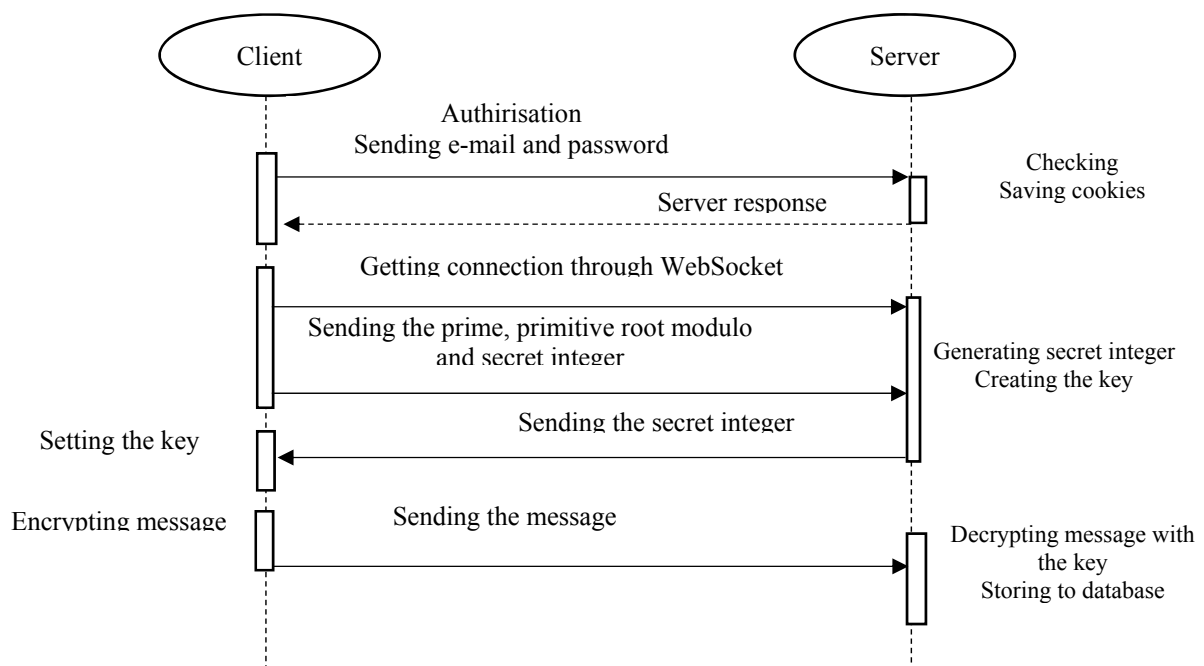 Client
Server
Authirisation
Sending e-mail and password
Checking
Saving cookies
Server response
Getting connection through WebSocket
Sending the prime, primitive root modulo
and secret integer
Generating secret integer
Creating the key
Sending the secret integer
Setting the key
Encrypting message
Sending the message
Decrypting message with
the key
Storing to database